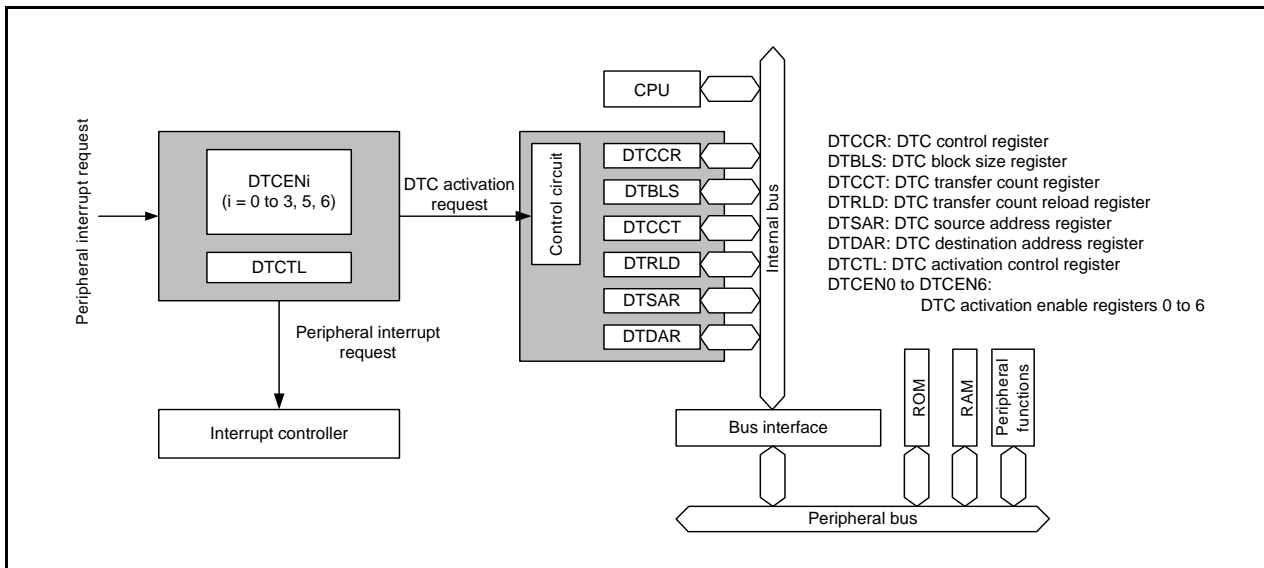 Peripheral interrupt request
DTCENi
(i = 0 to 3, 5, 6)
DTCTL
DTC activation
request
Peripheral interrupt
request
Interrupt controller
CPU
Control circuit
DTCCR
DTBLS
DTCCT
DTRLD
DTSAR
DTDAR
Internal bus
DTCCR: DTC control register
DTBLS: DTC block size register
DTCCT: DTC transfer count register
DTRLD: DTC transfer count reload register
DTSAR: DTC source address register
DTDAR: DTC destination address register
DTCTL: DTC activation control register
DTCEN0 to DTCEN6:
DTC activation enable registers 0 to 6
Bus interface
ROM
RAM
Peripheral
functions
Peripheral bus